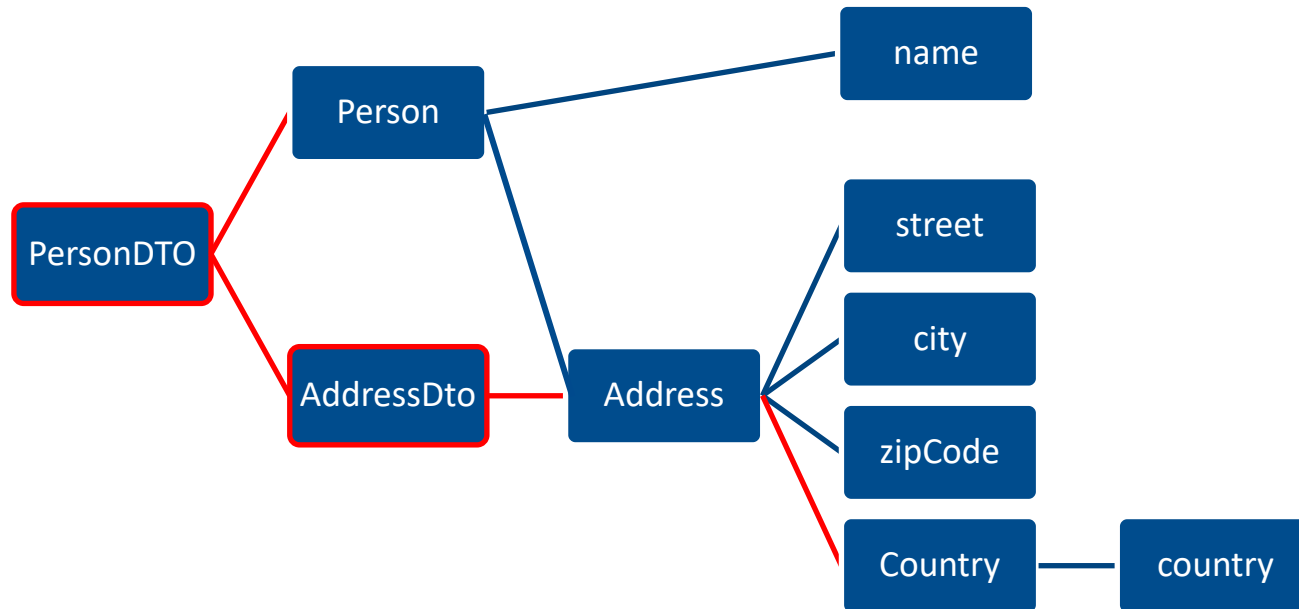 name
Person
street
PersonDTO
city
AddressDto
Address
zipCode
Country
country